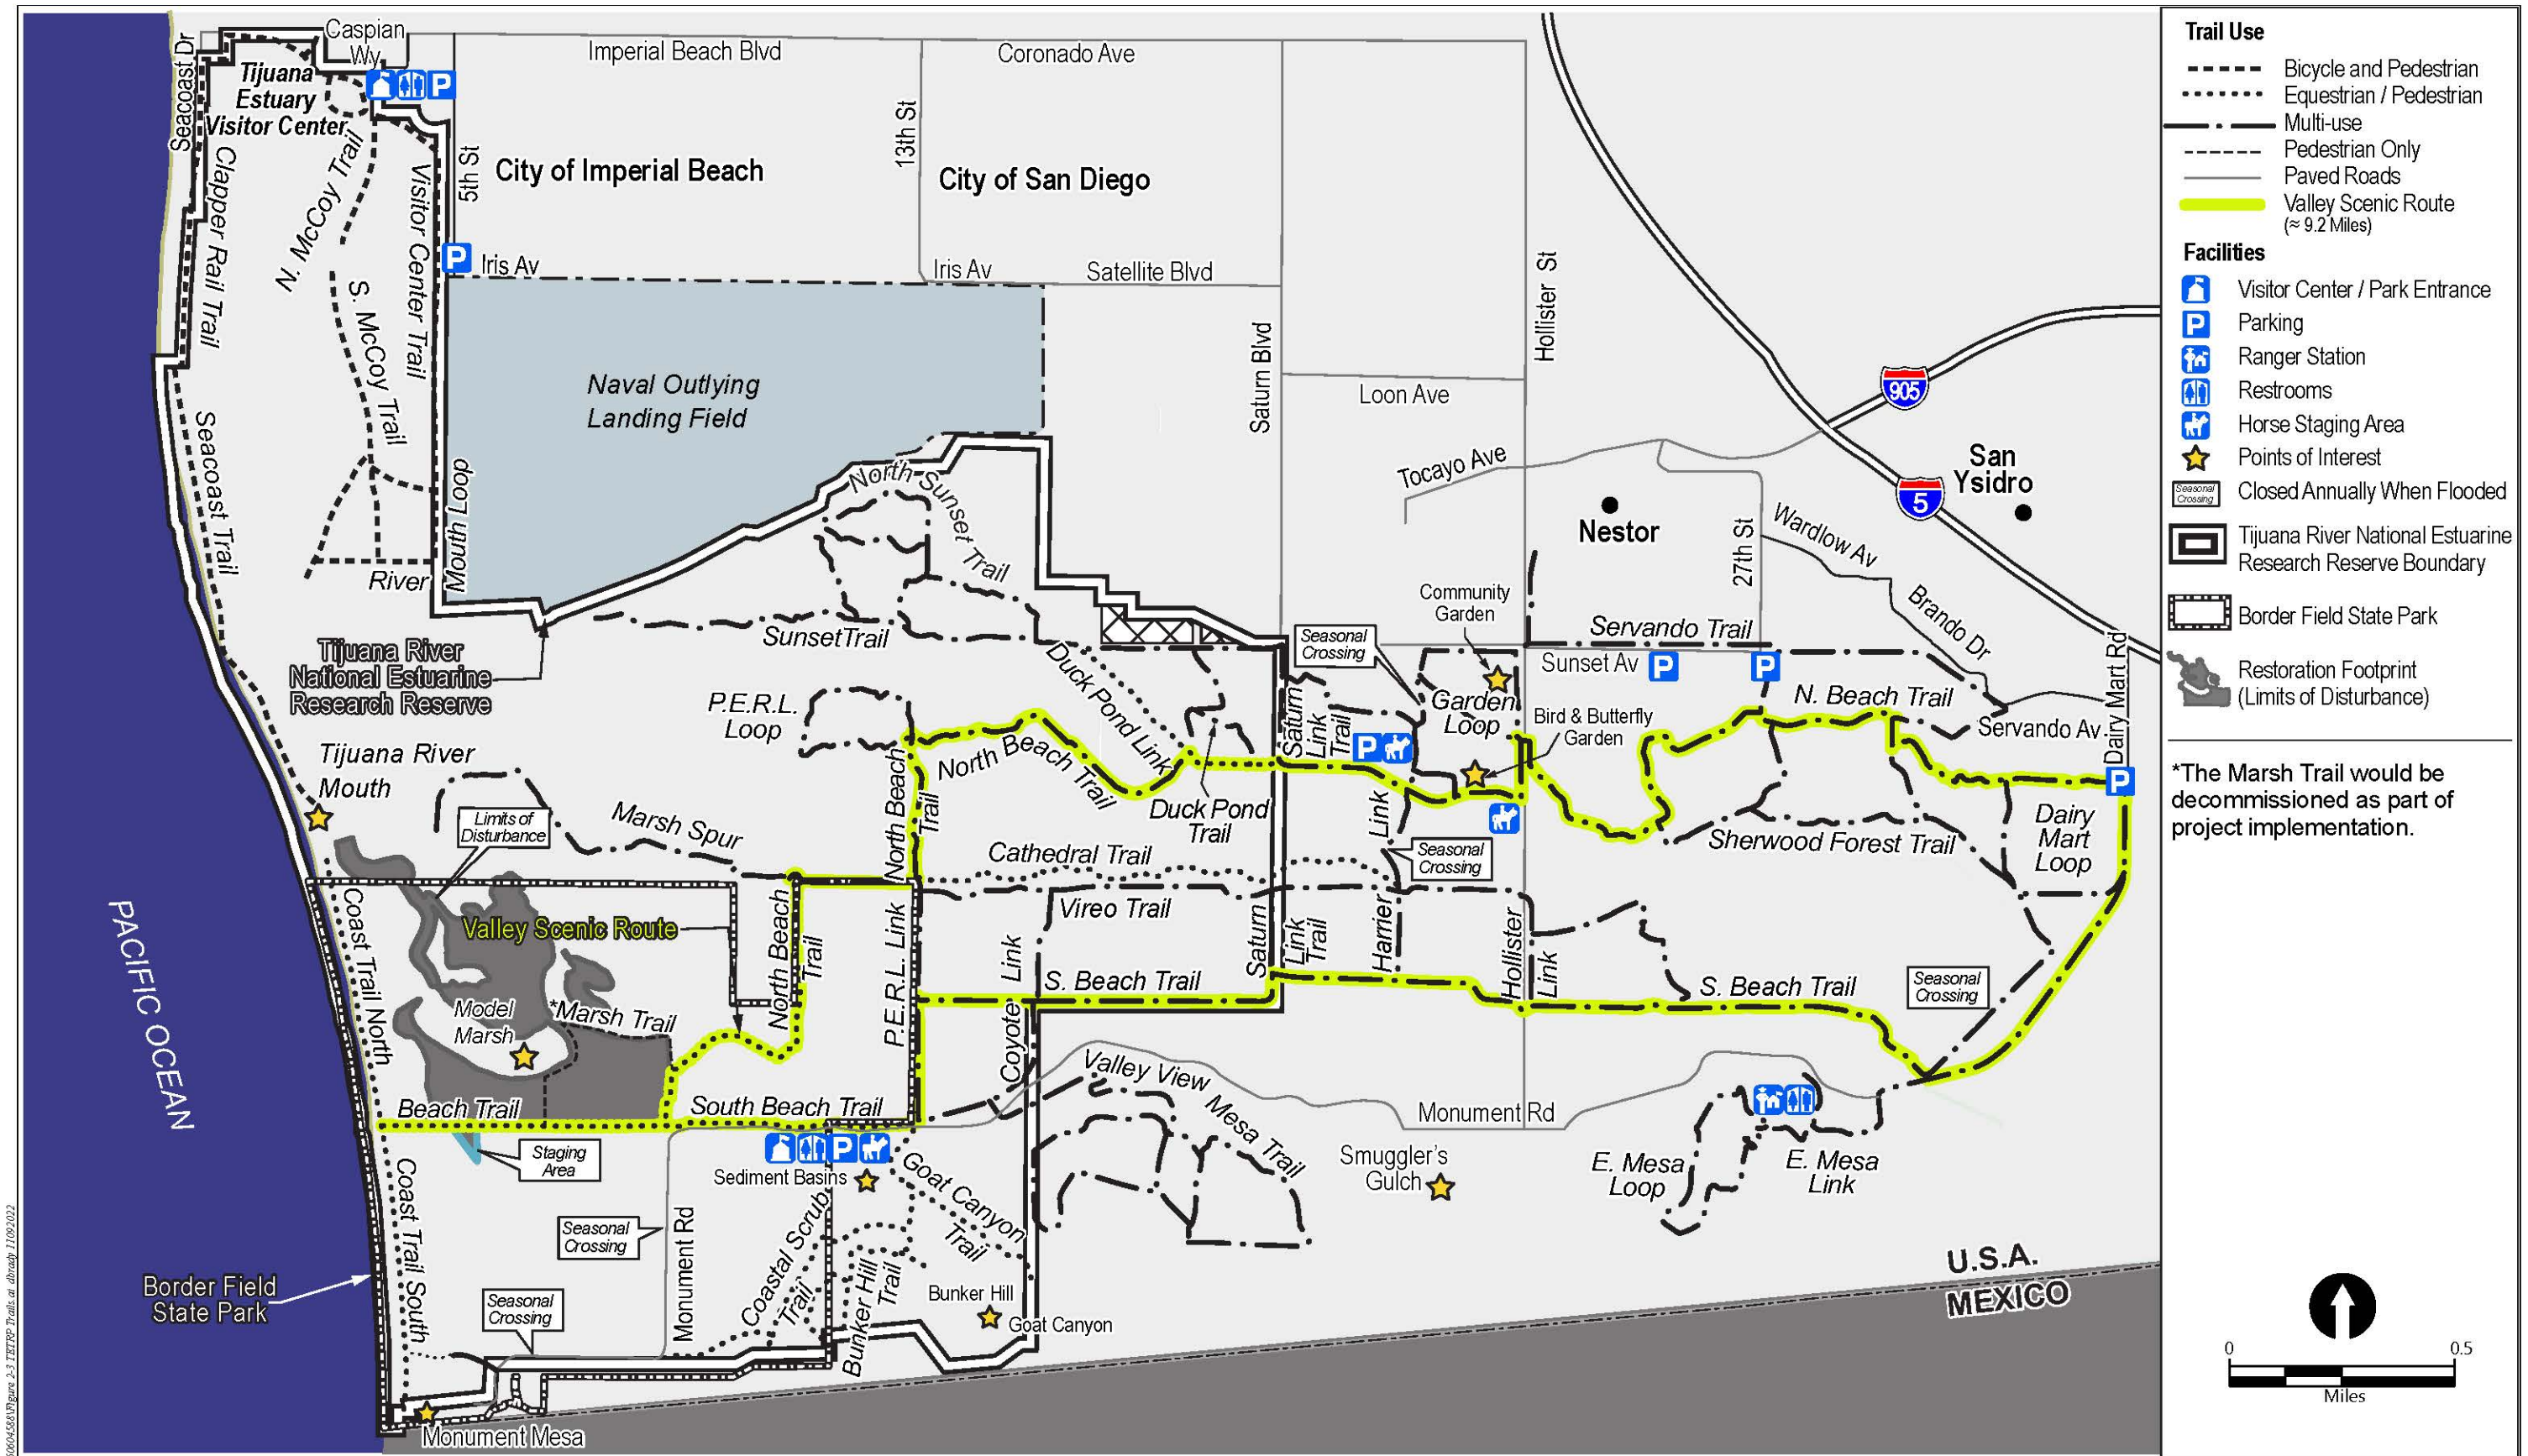 Caspian
Wy
Seacoast Dr
Tijuana
Estuary
Visitor Center
Imperial Beach Blvd
Coronado Ave
13th St
5th St
City of Imperial Beach
City of San Diego
Clapper Rail Trail
N. McCoy Trail
Visitor Center Trail
P
P
Iris Av
Iris Av
Satellite Blvd
S. McCoy Trail
Hollister St
Saturn Blvd
Naval Outlying
Landing Field
Loon Ave
905
5
San
Ysidro
Seacoast Trail
Mouth Loop
River
North Sunset Trail
Tocayo Ave
Nestor
27th St
Wardlow Av
Brando Dr
Dairy Mart Rd
Community
Garden
Seasonal
Crossing
Servando Trail
Sunset Av
P
P
SunsetTrail
Tijuana River
National Estuarine
Research Reserve
Duck Pond Link
P.E.R.L.
Loop
Saturn
Link
Trail
Garden
Loop
Bird & Butterfly
Garden
N. Beach Trail
Servando Av
P
P
Tijuana River
Mouth
North Beach Trail
North Beach
Trail
Duck Pond
Trail
Limits of
Disturbance
Marsh Spur
Cathedral Trail
Link
Seasonal
Crossing
Sherwood Forest Trail
Dairy
Mart
Loop
Coast Trail North
Valley Scenic Route
North Beach
Trail
P.E.R.L. Link
Vireo Trail
Saturn
Link
Trail
Harrier
Hollister
Link
Coyote
Link
S. Beach Trail
S. Beach Trail
Seasonal
Crossing
PACIFIC OCEAN
Model
Marsh
*Marsh Trail
Beach Trail
South Beach Trail
Valley View
Mesa Trail
Monument Rd
Staging
Area
P
Sediment Basins
Goat Canyon
Trail
Smuggler's
Gulch
E. Mesa
Loop
E. Mesa
Link
Seasonal
Crossing
Monument Rd
Coastal Scrub
Trail
Bunker Hill
Trail
Bunker Hill
Goat Canyon
Coast Trail South
Border Field
State Park
Seasonal
Crossing
Monument Mesa
U.S.A.
MEXICO
Trail Use
Bicycle and Pedestrian
Equestrian / Pedestrian
Multi-use
Pedestrian Only
Paved Roads
Valley Scenic Route
(≈ 9.2 Miles)
Facilities
Visitor Center / Park Entrance
P
Parking
Ranger Station
Restrooms
Horse Staging Area
Points of Interest
Seasonal
Crossing
Closed Annually When Flooded
Tijuana River National Estuarine
Research Reserve Boundary
Border Field State Park
Restoration Footprint
(Limits of Disturbance)
*The Marsh Trail would be
decommissioned as part of
project implementation.
0
0.5
Miles
Trails.ai dbrady 11092022